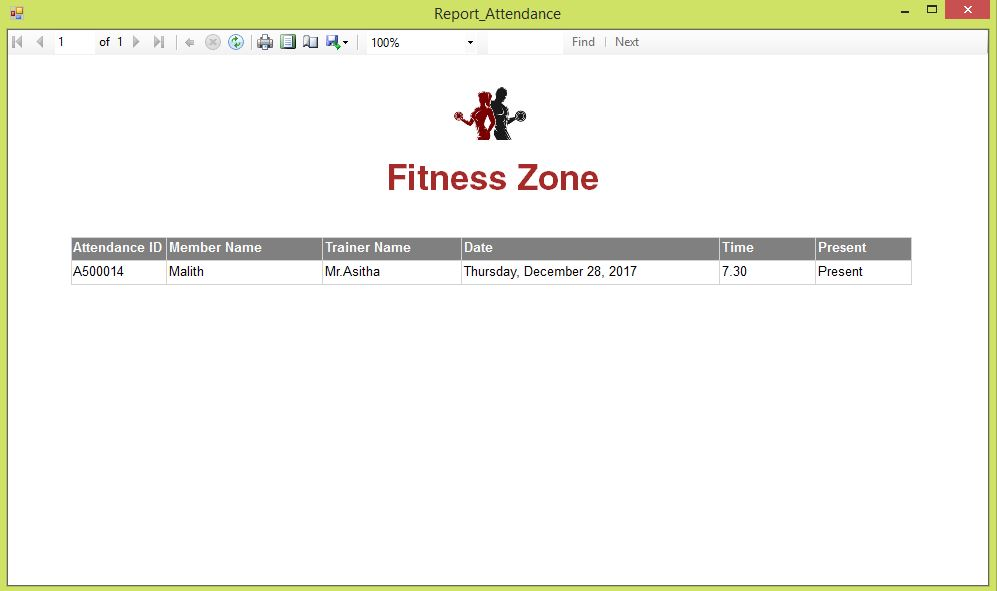 Report_Attendance
1 of 1 100% Find Next
Fitness Zone
Attendance ID Member Name Trainer Name Date Time Present
A500014 Malith Mr.Asitha Thursday, December 28, 2017 7.30 Present